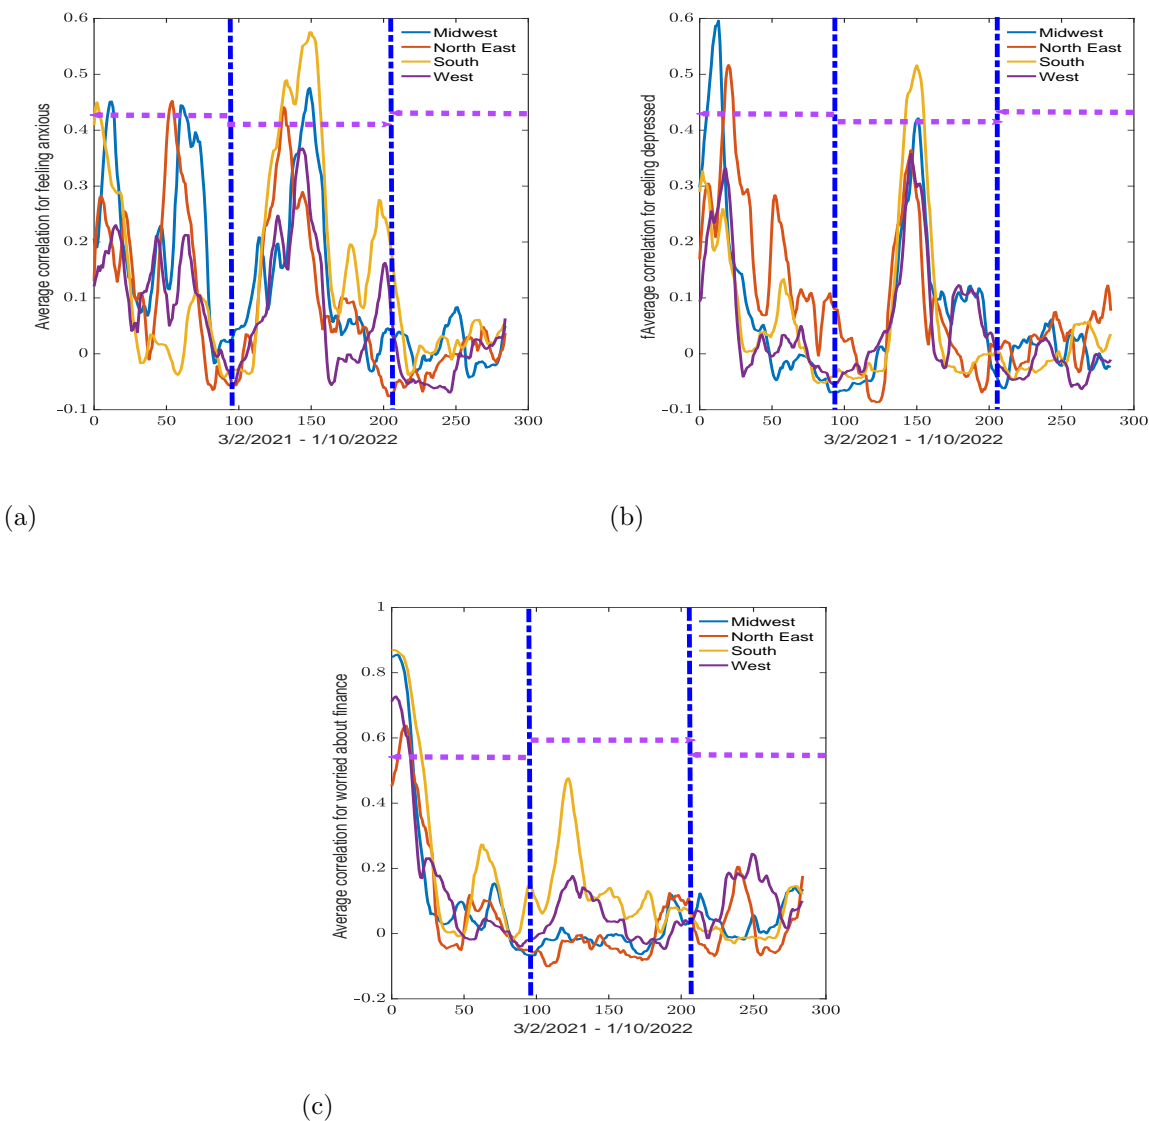 Average correlation for feeling anxious
0.6
0.5
0.4
0.3
0.2
0.1
0
-0.1
Midwest
North East
South
West
0 50 100 150 200 250 300
3/2/2021 - 1/10/2022
(a)
fAverage correlation for eeling depressed
0.6
0.5
0.4
0.3
0.2
0.1
0
-0.1
Midwest
North East
South
West
0 50 100 150 200 250 300
3/2/2021 - 1/10/2022
(b)
Average correlation for worried about finance
1
0.8
0.6
0.4
0.2
0
-0.2
Midwest
North East
South
West
0 50 100 150 200 250 300
3/2/2021 - 1/10/2022
(c)